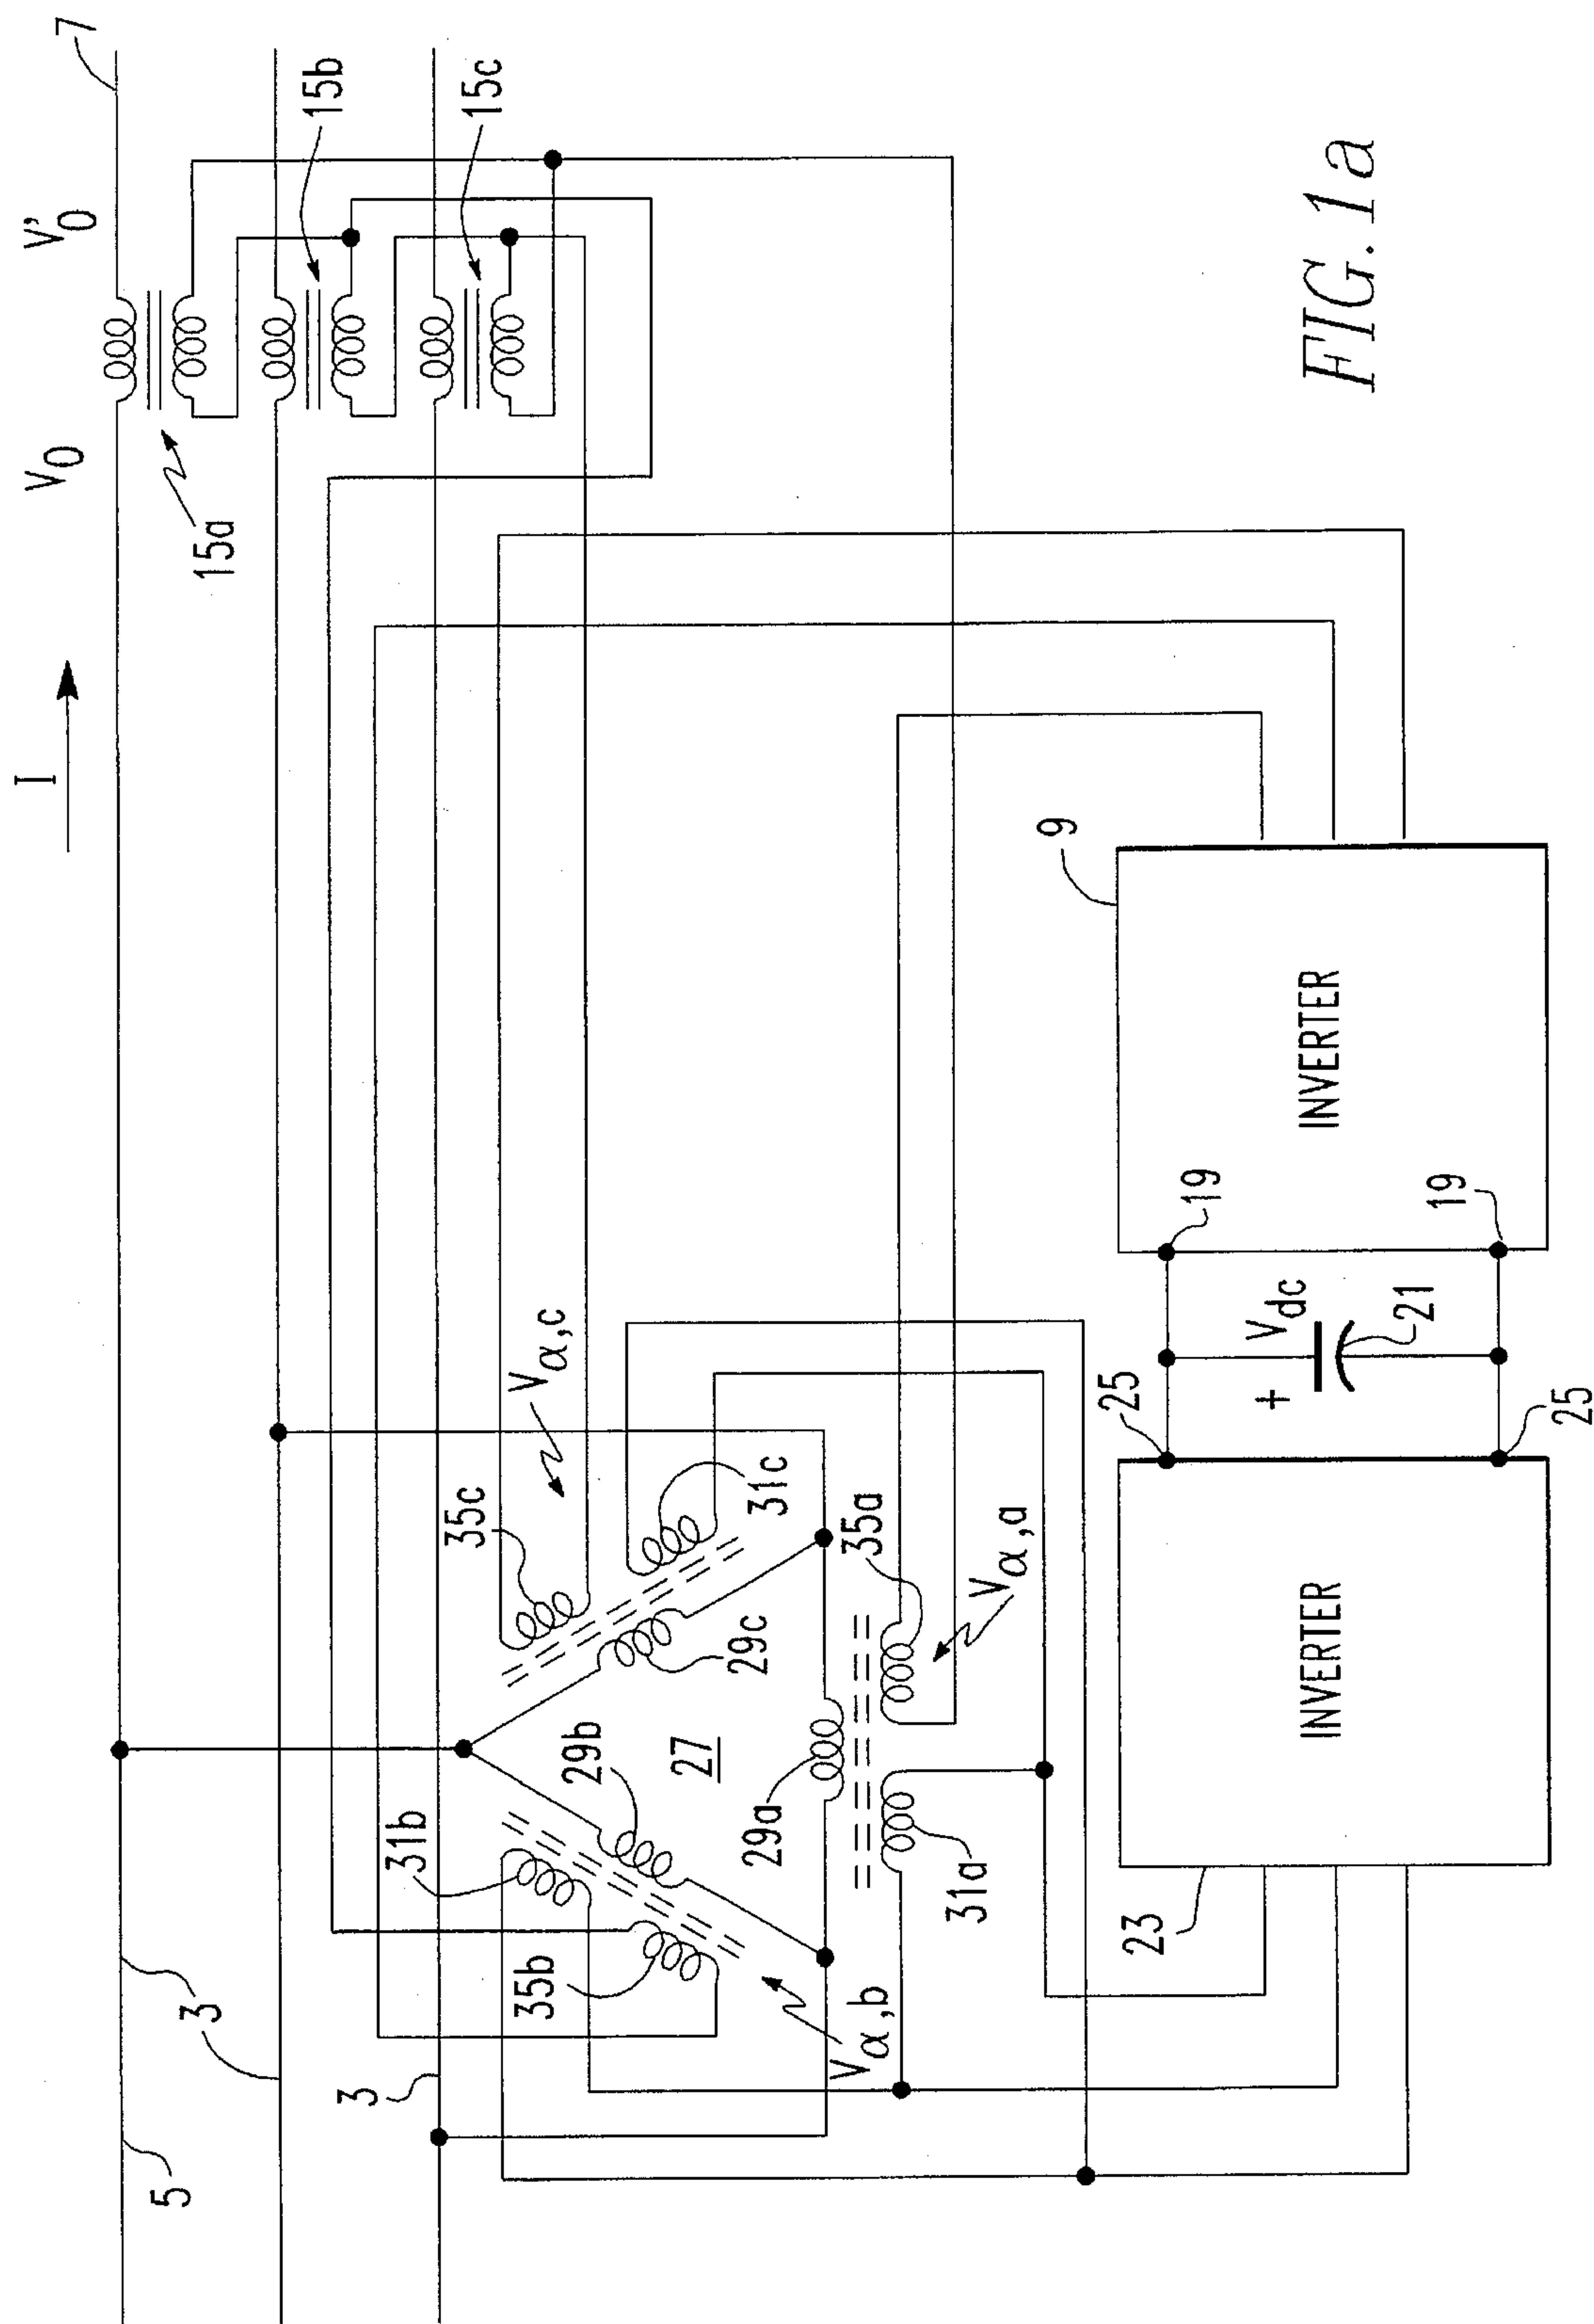 I
V0
V'0
7
15a
15b
15c
3
5
3
31b
29b
35b
Vα,b
27
29c
35c
Vα,c
31c
29a
31a
35a
Vα,a
23
INVERTER
25
25
+
Vdc
21
19
19
9
INVERTER
FIG. 1a